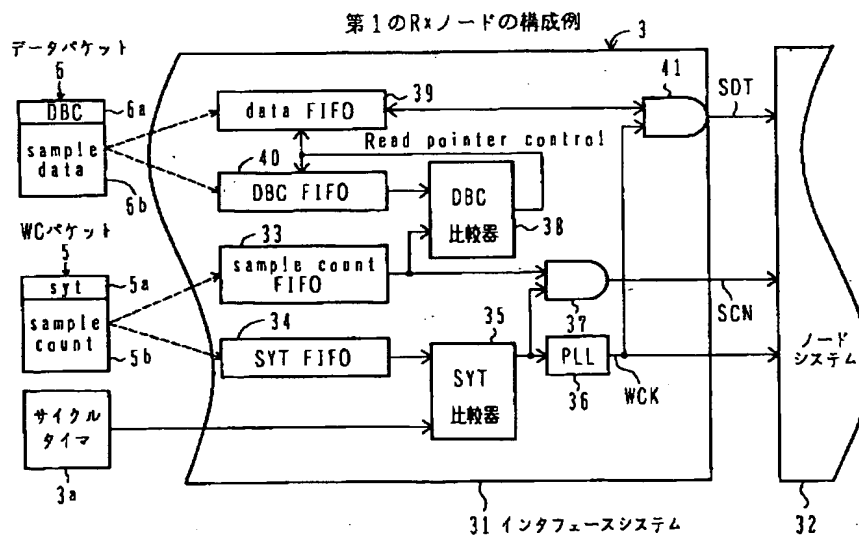 第1のRxノードの構成例
データパケット
6
DBC
6a
sample
data
6b
WCパケット
5
syt
5a
sample
count
5b
サイクル
タイマ
3a
3
39
data FIFO
Read pointer control
40
DBC FIFO
DBC
比較器
38
33
sample count
FIFO
34
SYT FIFO
35
SYT
比較器
37
PLL
36
41
SDT
SCN
WCK
ノード
システム
31 インタフェースシステム
32